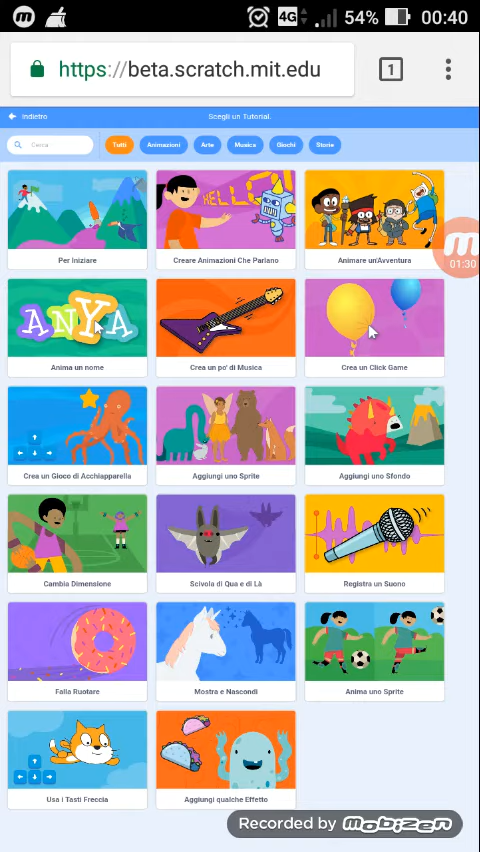 4G 54% 00:40
https://beta.scratch.mit.edu 1
Indietro Scegli un Tutorial.
Cerca Tutti Animazioni Arte Musica Giochi Storie
HELLO!
Per Iniziare Creare Animazioni Che Parlano Animare un'Avventura
01:30
ANYA
Anima un nome Crea un po' di Musica Crea un Click Game
Crea un Gioco di Acchiapparella Aggiungi uno Sprite Aggiungi uno Sfondo
Cambia Dimensione Scivola di Qua e di Là Registra un Suono
Falla Ruotare Mostra e Nascondi Anima uno Sprite
Usa i Tasti Freccia Aggiungi qualche Effetto
Recorded by Mobizen